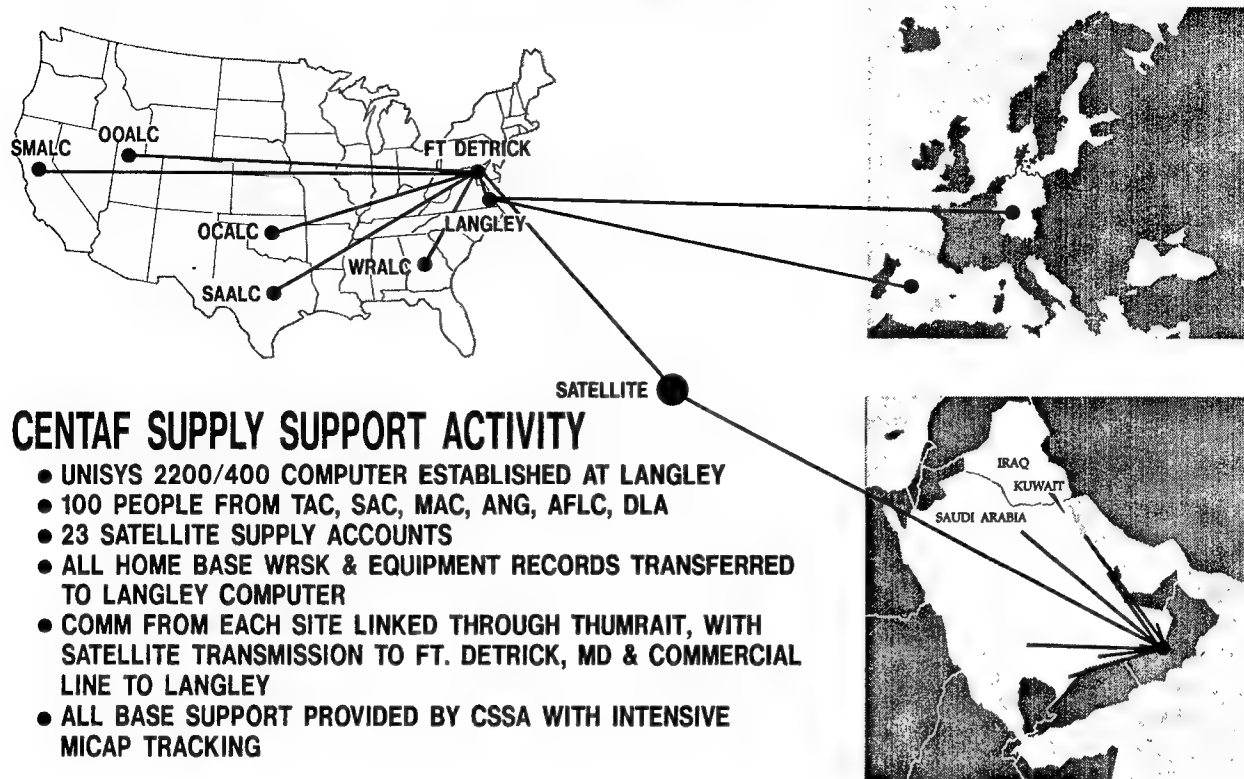 OOALC
SMALC
FT DETRICK
OCALC
LANGLEY
WRALC
SAALC
SATELLITE
IRAQ
KUWAIT
SAUDI ARABIA
CENTAF SUPPLY SUPPORT ACTIVITY
● UNISYS 2200/400 COMPUTER ESTABLISHED AT LANGLEY
● 100 PEOPLE FROM TAC, SAC, MAC, ANG, AFLC, DLA
● 23 SATELLITE SUPPLY ACCOUNTS
● ALL HOME BASE WRSK & EQUIPMENT RECORDS TRANSFERRED
TO LANGLEY COMPUTER
● COMM FROM EACH SITE LINKED THROUGH THUMRAIT, WITH
SATELLITE TRANSMISSION TO FT. DETRICK, MD & COMMERCIAL
LINE TO LANGLEY
● ALL BASE SUPPORT PROVIDED BY CSSA WITH INTENSIVE
MICAP TRACKING